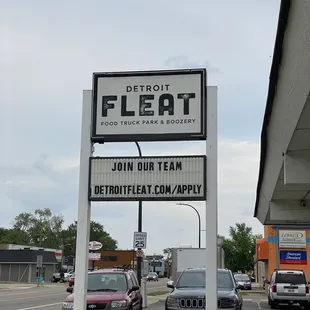 DETROIT
FLEAT
FOOD TRUCK PARK & BOOZERY
JOIN OUR TEAM
DETROITFLEAT.COM/APPLY
25